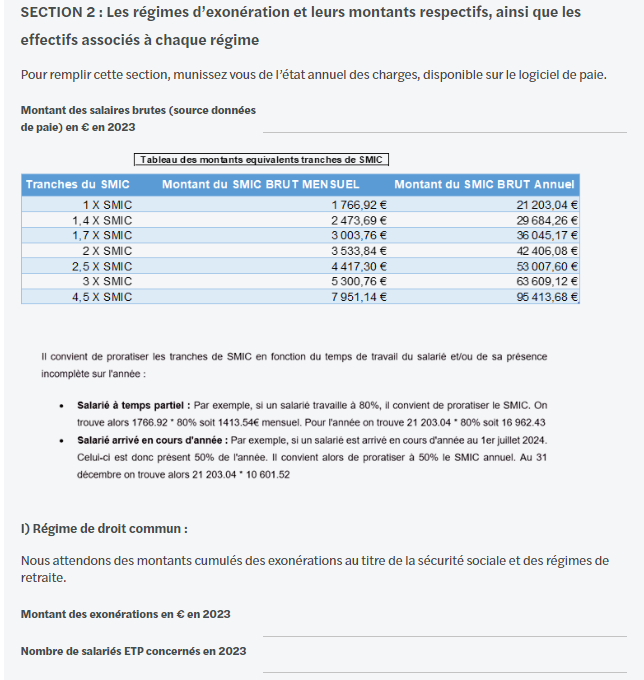 SECTION 2 : Les régimes d'exonération et leurs montants respectifs, ainsi que les
effectifs associés à chaque régime
Pour remplir cette section, munissez vous de l'état annuel des charges, disponible sur le logiciel de paie.
Montant des salaires brutes (source données
de paie) en € en 2023
Tableau des montants equivalents tranches de SMIC
Tranches du SMIC Montant du SMIC BRUT MENSUEL Montant du SMIC BRUT Annuel
1 X SMIC 1 766,92 € 21 203,04 €
1,4 X SMIC 2 473,69 € 29 684,26 €
1,7 X SMIC 3 003,76 € 36 045,17 €
2 X SMIC 3 533,84 € 42 406,08 €
2,5 X SMIC 4 417,30 € 53 007,60 €
3 X SMIC 5 300,76 € 63 609,12 €
4,5 X SMIC 7 951,14 € 95 413,68 €
Il convient de proratiser les tranches de SMIC en fonction du temps de travail du salarié et/ou de sa présence
incomplète sur l'année :
• Salarié à temps partiel : Par exemple, si un salarié travaille à 80%, il convient de proratiser le SMIC. On
trouve alors 1766.92 * 80% soit 1413.54€ mensuel. Pour l'année on trouve 21 203.04 * 80% soit 16 962.43
• Salarié arrivé en cours d'année : Par exemple, si un salarié est arrivé en cours d'année au 1er juillet 2024.
Celui-ci est donc présent 50% de l'année. Il convient alors de proratiser à 50% le SMIC annuel. Au 31
décembre on trouve alors 21 203.04 * 10 601.52
I) Régime de droit commun :
Nous attendons des montants cumulés des exonérations au titre de la sécurité sociale et des régimes de
retraite.
Montant des exonérations en € en 2023
Nombre de salariés ETP concernés en 2023